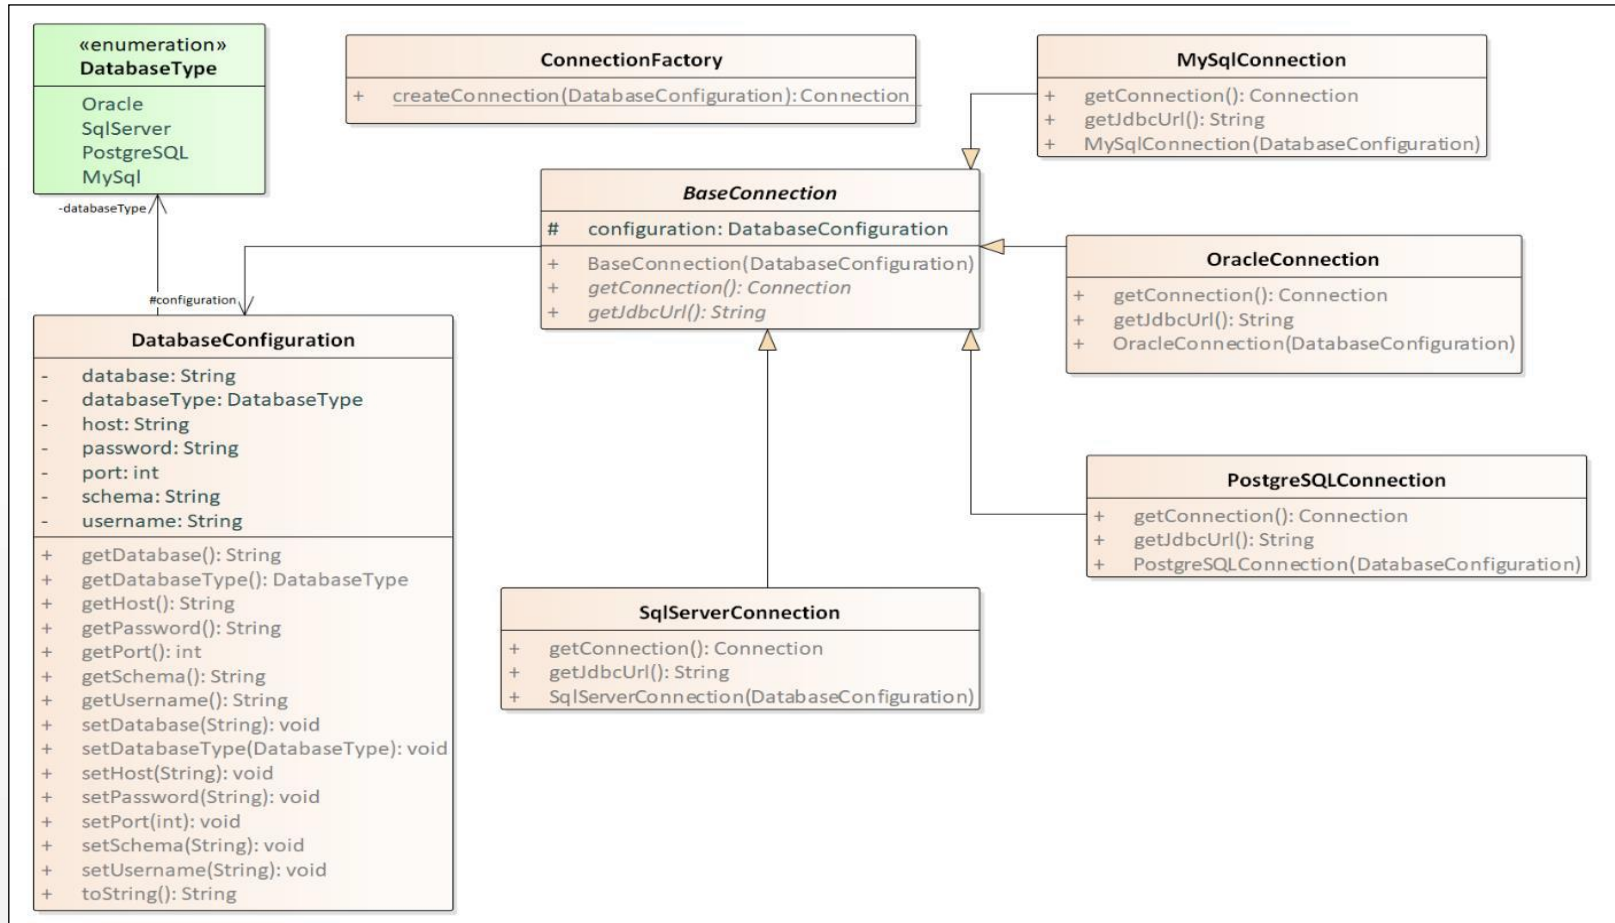 «enumeration»
DatabaseType
Oracle
SqlServer
PostgreSQL
MySql
-databaseType
ConnectionFactory
+ createConnection(DatabaseConfiguration): Connection
MySqlConnection
+ getConnection(): Connection
+ getJdbcUrl(): String
+ MySqlConnection(DatabaseConfiguration)
BaseConnection
# configuration: DatabaseConfiguration
+ BaseConnection(DatabaseConfiguration)
+ getConnection(): Connection
+ getJdbcUrl(): String
OracleConnection
+ getConnection(): Connection
+ getJdbcUrl(): String
+ OracleConnection(DatabaseConfiguration)
#configuration
DatabaseConfiguration
- database: String
- databaseType: DatabaseType
- host: String
- password: String
- port: int
- schema: String
- username: String
+ getDatabase(): String
+ getDatabaseType(): DatabaseType
+ getHost(): String
+ getPassword(): String
+ getPort(): int
+ getSchema(): String
+ getUsername(): String
+ setDatabase(String): void
+ setDatabaseType(DatabaseType): void
+ setHost(String): void
+ setPassword(String): void
+ setPort(int): void
+ setSchema(String): void
+ setUsername(String): void
+ toString(): String
PostgreSQLConnection
+ getConnection(): Connection
+ getJdbcUrl(): String
+ PostgreSQLConnection(DatabaseConfiguration)
SqlServerConnection
+ getConnection(): Connection
+ getJdbcUrl(): String
+ SqlServerConnection(DatabaseConfiguration)